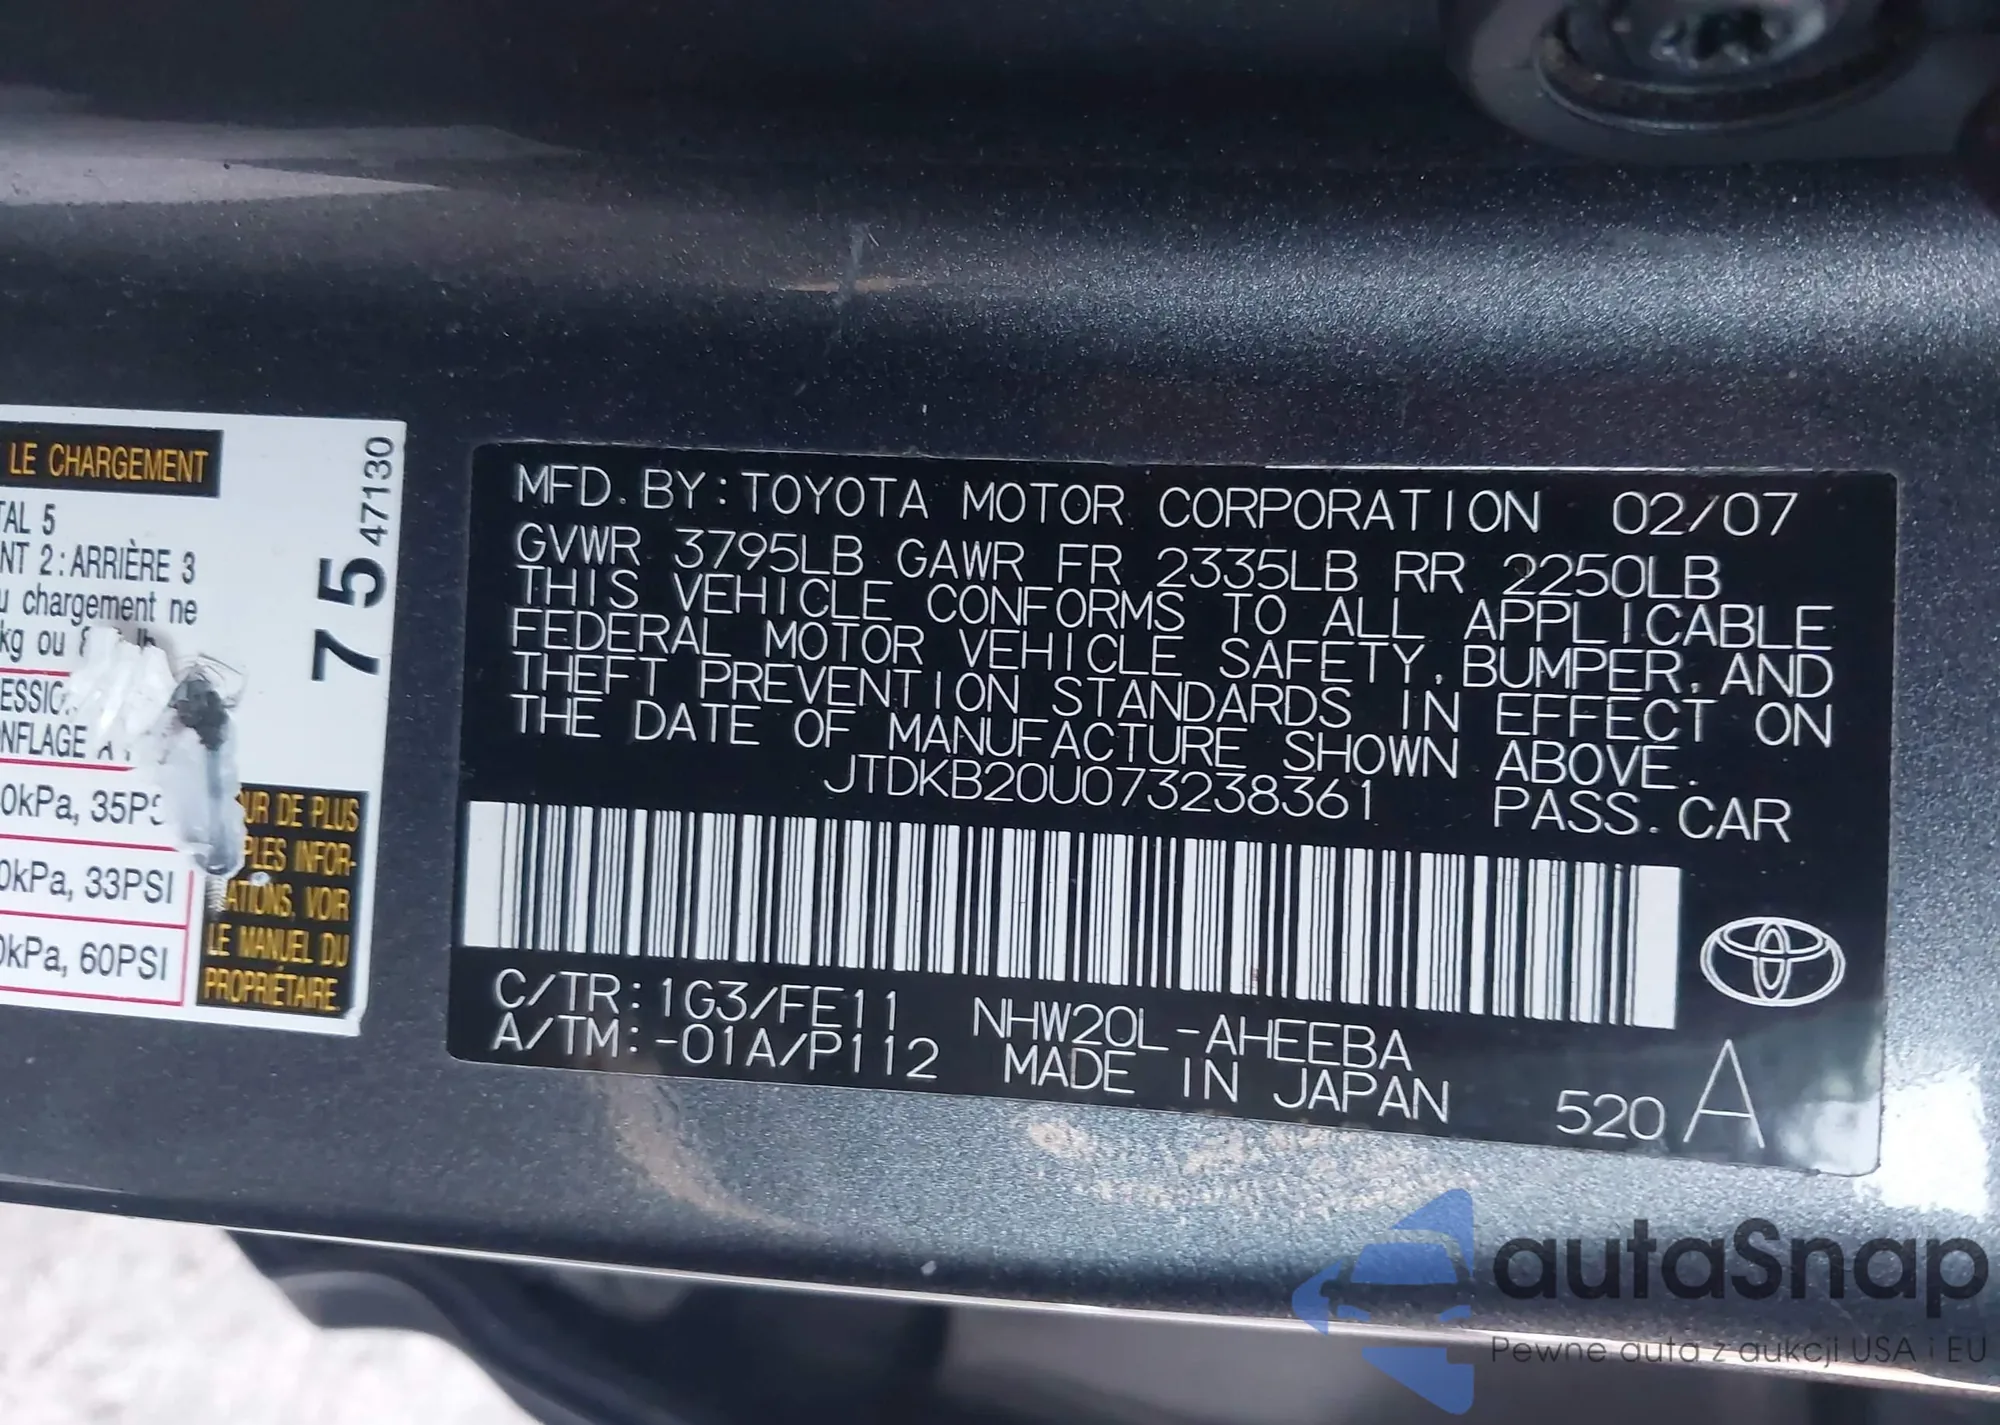 LE CHARGEMENT
TAL 5
NT 2 : ARRIÈRE 3
chargement ne
kg ou
NFLAGE A
0kPa, 35PS
0kPa, 33PSI
0kPa, 60PSI
UR DE PLUS
PLES INFOR-
ATIONS, VOIR
LE MANUEL DU
PROPRIÉTAIRE
75
47130
MFD. BY: TOYOTA MOTOR CORPORATION 02/07
GVWR 3795LB GAWR FR 2335LB RR 2250LB
THIS VEHICLE CONFORMS TO ALL APPLICABLE
FEDERAL MOTOR VEHICLE SAFETY, BUMPER, AND
THEFT PREVENTION STANDARDS IN EFFECT ON
THE DATE OF MANUFACTURE SHOWN ABOVE.
JTDKB20U073238361 PASS. CAR
C/TR: 1G3/FE11 NHW20L-AHEEBA
A/TM: -01A/P112 MADE IN JAPAN
520 A
autaSnap
Pewne auta z aukcji USA i EU